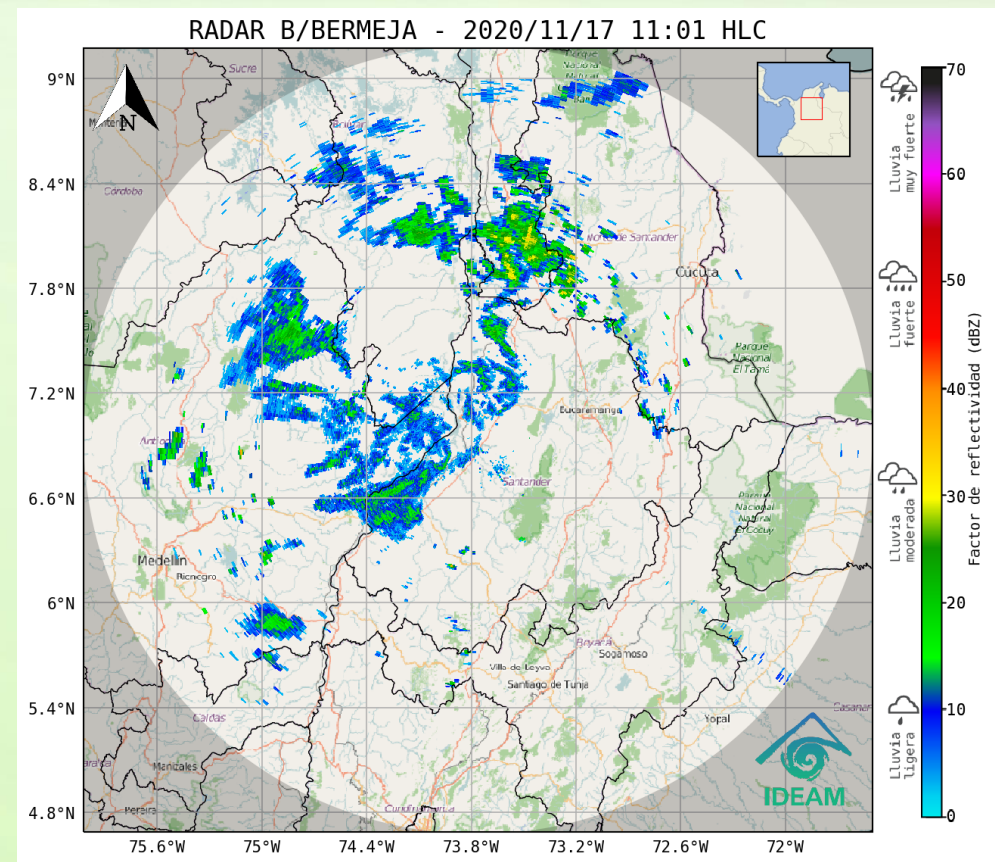 RADAR B/BERMEJA - 2020/11/17 11:01 HLC
9°N
8.4°N
7.8°N
7.2°N
6.6°N
6°N
5.4°N
4.8°N
75.6°W
75°W
74.4°W
73.8°W
73.2°W
72.6°W
72°W
N
Sucre
Parque
Nacional
Natural
Córdoba
Norte de Santander
Cúcuta
Parque
Nacional
El Tamá
Bucaramanga
Santander
Parque
Nacional
Natural
El Cocuy
Medellín
Rionegro
Boyacá
Sogamoso
Villa de Leyva
Santiago de Tunja
Yopal
Caldas
Manizales
Pereira
IDEAM
Lluvia
muy fuerte
Lluvia
fuerte
Lluvia
moderada
Lluvia
ligera
70
60
50
40
30
20
10
0
Factor de reflectividad (dBZ)